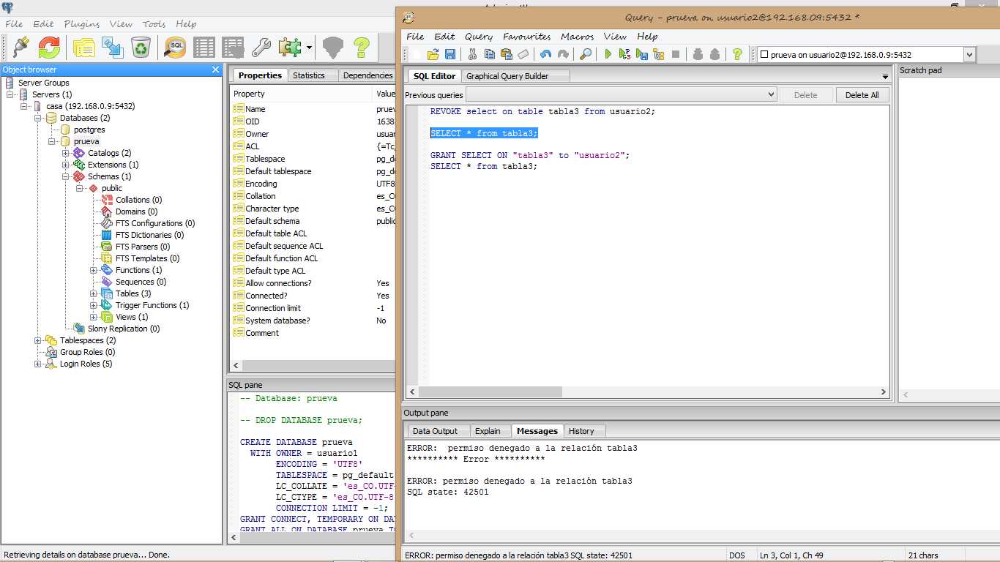 Query - prueva on usuario2@192.168.09:5432 *
File Edit Plugins View Tools Help
File Edit Query Favourites Macros View Help
SQL
prueva on usuario2@192.168.0.9:5432
Object browser
Server Groups
Servers (1)
casa (192.168.0.9:5432)
Databases (2)
postgres
prueva
Catalogs (2)
Extensions (1)
Schemas (1)
public
Collations (0)
Domains (0)
FTS Configurations (0)
FTS Dictionaries (0)
FTS Parsers (0)
FTS Templates (0)
Functions (1)
Sequences (0)
Tables (3)
Trigger Functions (1)
Views (1)
Slony Replication (0)
Tablespaces (2)
Group Roles (0)
Login Roles (5)
Properties Statistics Dependencies
Property Value
Name pruev
OID 1638
Owner usuar
ACL {=Tc,
Tablespace pg_de
Default tablespace pg_de
Encoding UTF8
Collation es_CO
Character type es_CO
Default schema public
Default table ACL
Default sequence ACL
Default function ACL
Default type ACL
Allow connections? Yes
Connected? Yes
Connection limit -1
System database? No
Comment
SQL pane
-- Database: prueva
-- DROP DATABASE prueva;
CREATE DATABASE prueva
WITH OWNER = usuario1
ENCODING = 'UTF8'
TABLESPACE = pg_default
LC_COLLATE = 'es_CO.UTF-
LC_CTYPE = 'es_CO.UTF-8
CONNECTION LIMIT = -1;
GRANT CONNECT, TEMPORARY ON DAT
GRANT ALL ON DATABASE prueva TO
SQL Editor Graphical Query Builder
Previous queries Delete Delete All
REVOKE select on table tabla3 from usuario2;
SELECT * from tabla3;
GRANT SELECT ON "tabla3" to "usuario2";
SELECT * from tabla3;
Scratch pad
Output pane
Data Output Explain Messages History
ERROR: permiso denegado a la relación tabla3
********** Error **********
ERROR: permiso denegado a la relación tabla3
SQL state: 42501
Retrieving details on database prueva... Done.
ERROR: permiso denegado a la relación tabla3 SQL state: 42501 DOS Ln 3, Col 1, Ch 49 21 chars